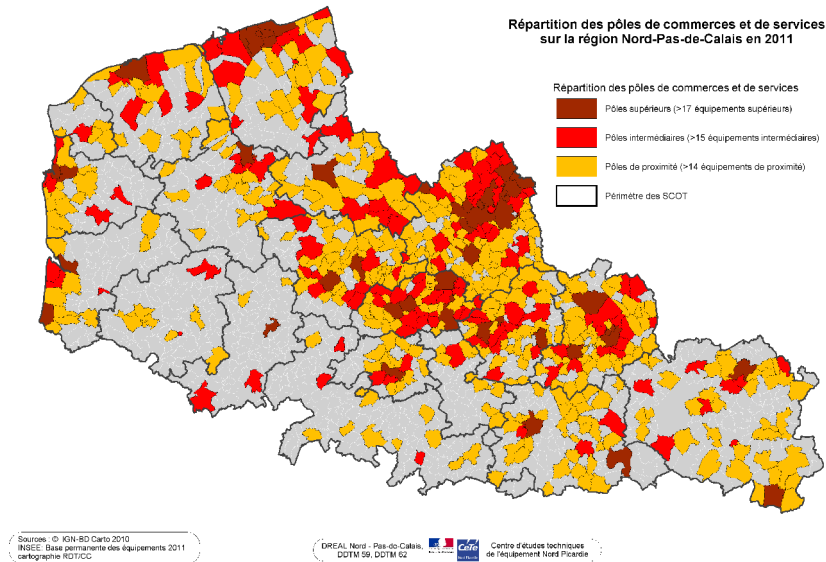 Répartition des pôles de commerces et de services
sur la région Nord-Pas-de-Calais en 2011
Répartition des pôles de commerces et de services
Pôles supérieurs (>17 équipements supérieurs)
Pôles intermédiaires (>15 équipements intermédiaires)
Pôles de proximité (>14 équipements de proximité)
Périmètre des SCOT
Sources : © IGN-BD Carto 2010
INSEE: Base permanente des équipements 2011
cartographie RDT/CC
DREAL Nord - Pas-de-Calais,
DDTM 59, DDTM 62
CeTe
Nord Picardie
Centre d'études techniques
de l'équipement Nord Picardie